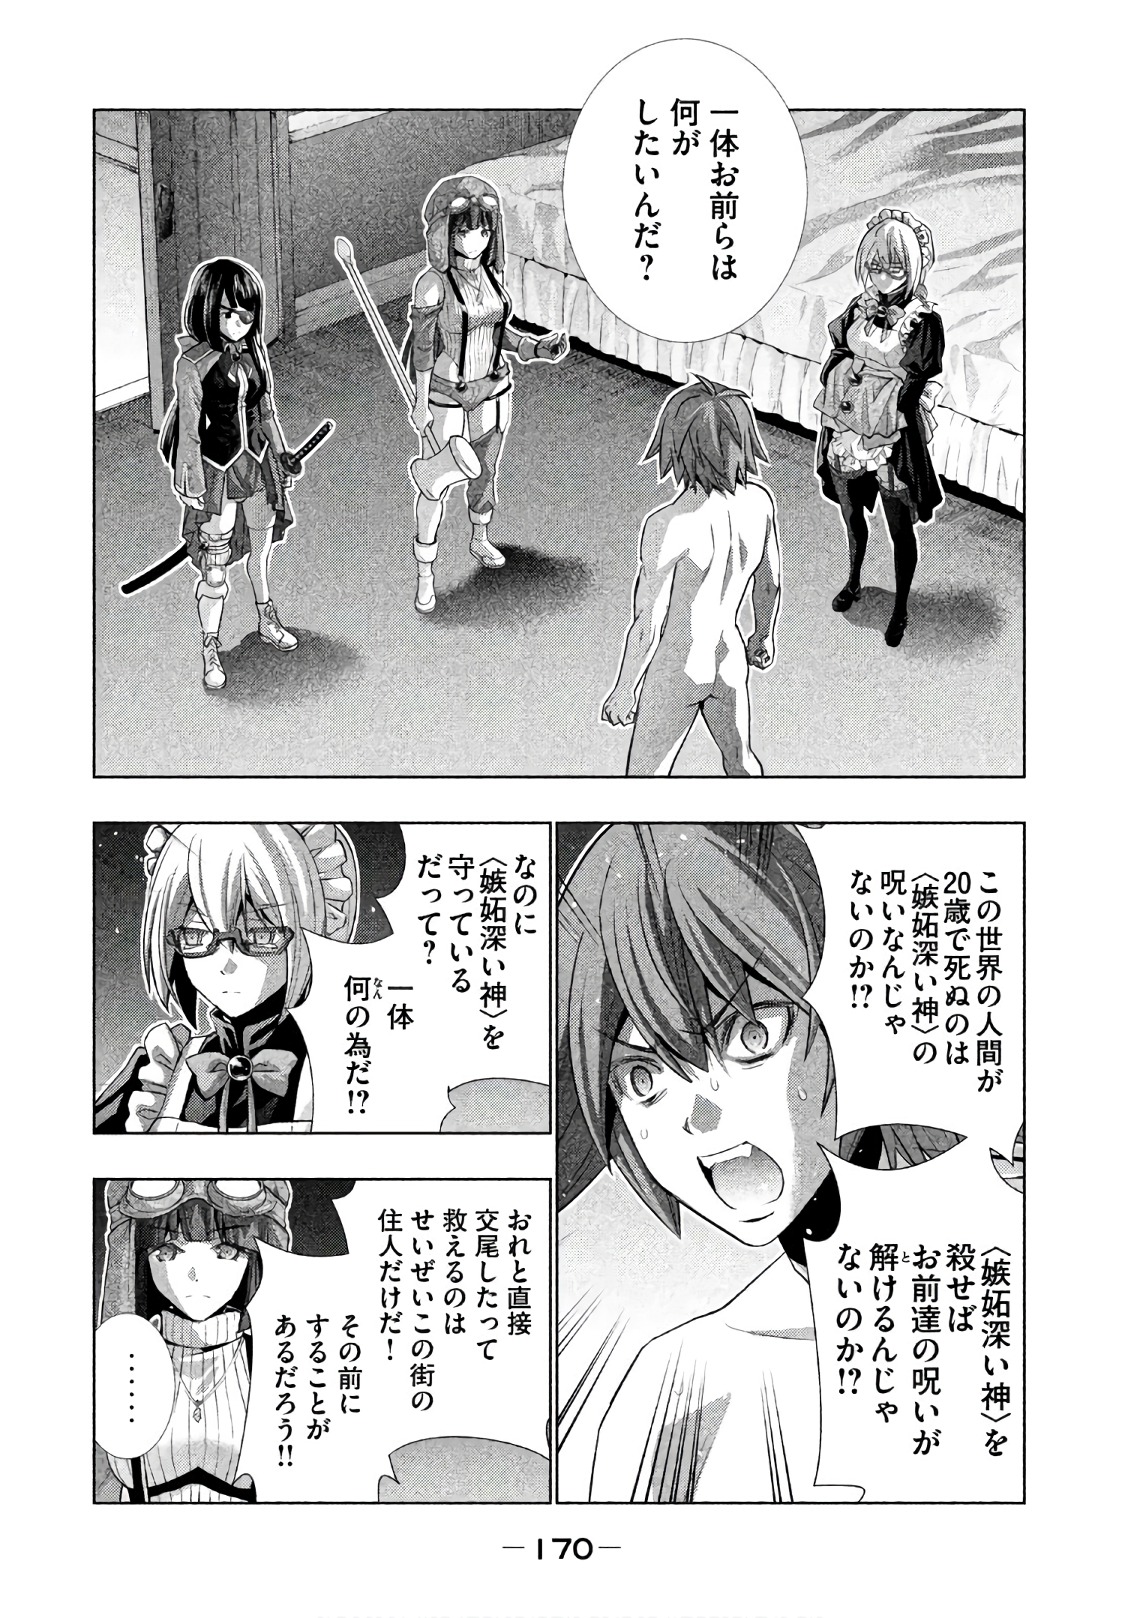 一体お前らは
何が
したいんだ?
この世界の人間が
20歳で死ぬのは
〈嫉妬深い神〉の
呪いなんじゃ
ないのか!?
〈嫉妬深い神〉を
殺せば
お前達の呪いが
解けるんじゃ
と
ないのか!?
なのに
〈嫉妬深い神〉を
守っている
だって?
一体
何の為だ!?
なん
おれと直接
交尾したって
救えるのは
せいぜいこの街の
住人だけだ!
その前に
することが
あるだろう!!
・・・・・・
—170—